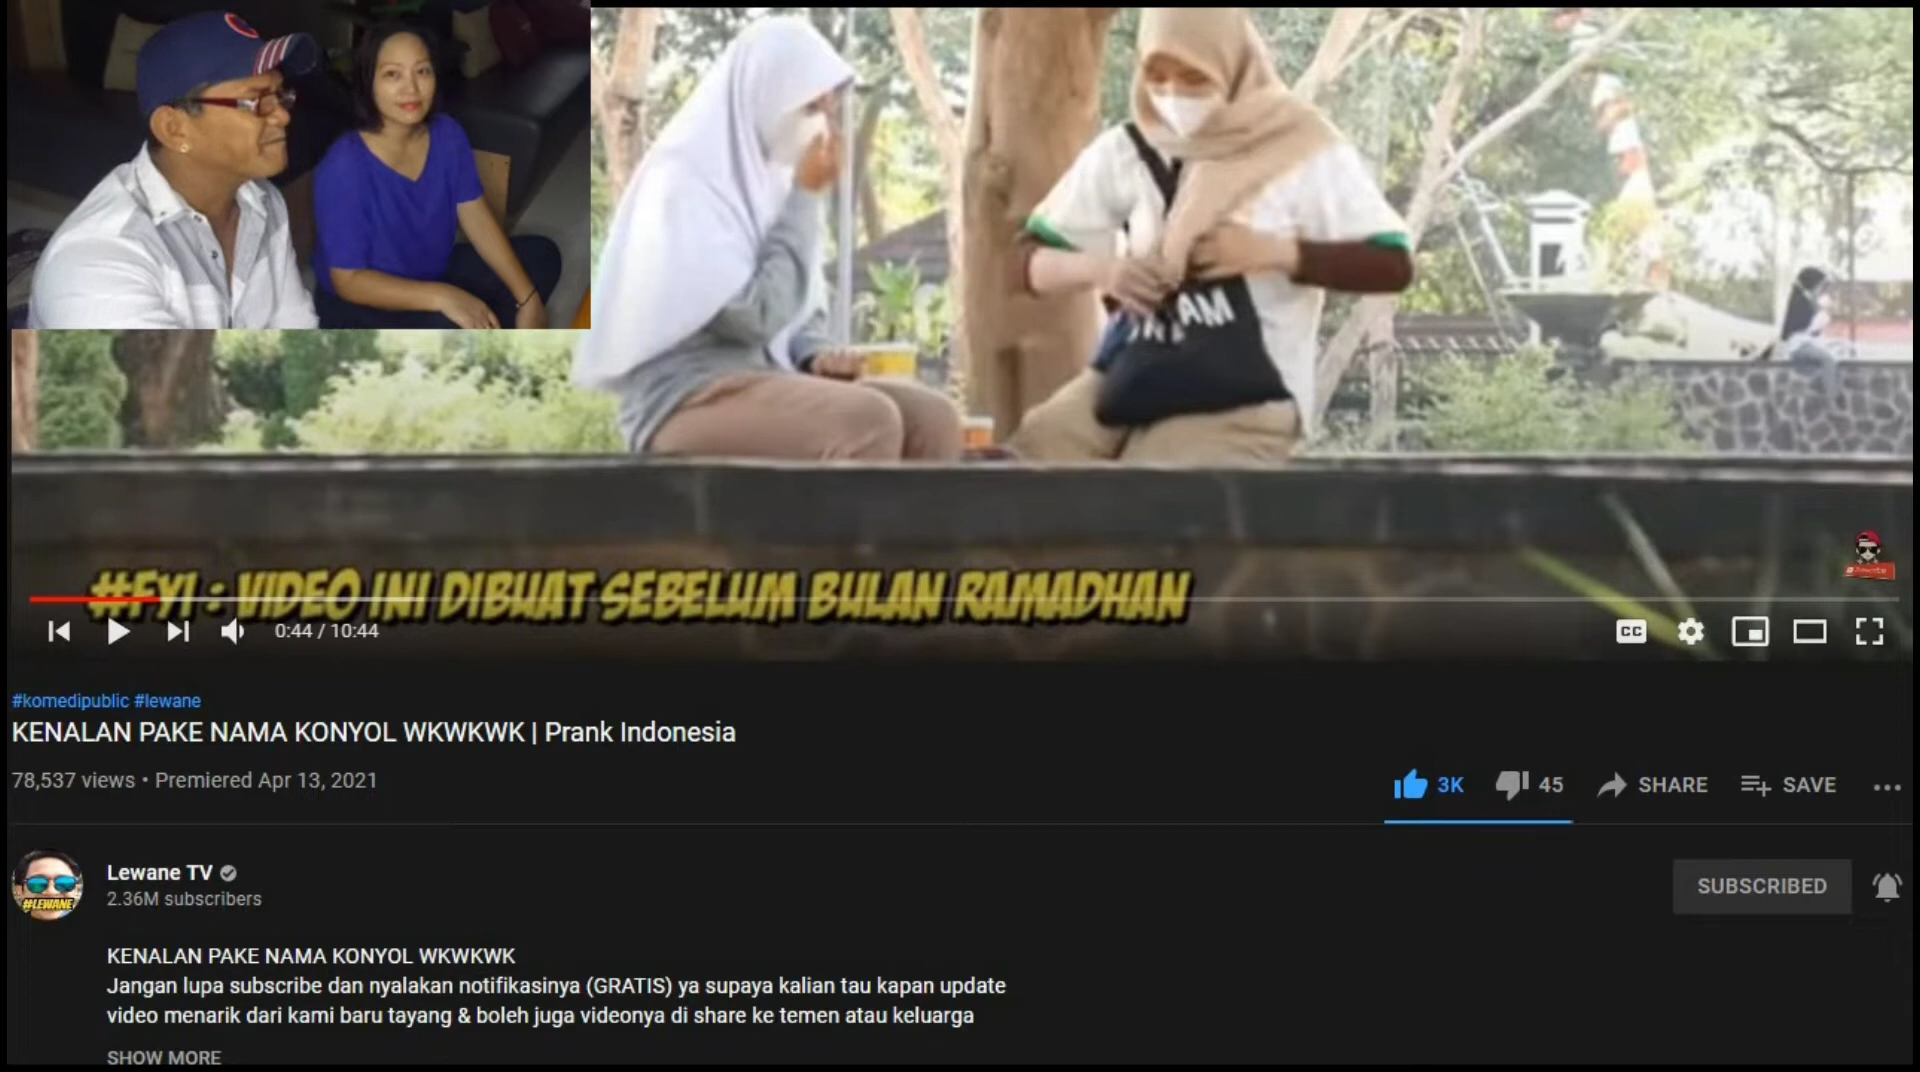 #FYI : VIDEO INI DIBUAT SEBELUM BULAN RAMADHAN
0:44 / 10:44
CC
#komedipublic #lewane
KENALAN PAKE NAMA KONYOL WKWKWK | Prank Indonesia
78,537 views • Premiered Apr 13, 2021
3K 45 SHARE SAVE
#LEWANE
Lewane TV
2.36M subscribers
SUBSCRIBED
KENALAN PAKE NAMA KONYOL WKWKWK
Jangan lupa subscribe dan nyalakan notifikasinya (GRATIS) ya supaya kalian tau kapan update
video menarik dari kami baru tayang & boleh juga videonya di share ke temen atau keluarga
SHOW MORE